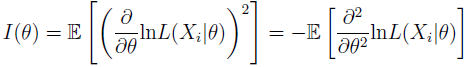 I(θ) = 𝔼[(∂/∂θ lnL(X_i|θ))²] = −𝔼[∂²/∂θ² lnL(X_i|θ)]